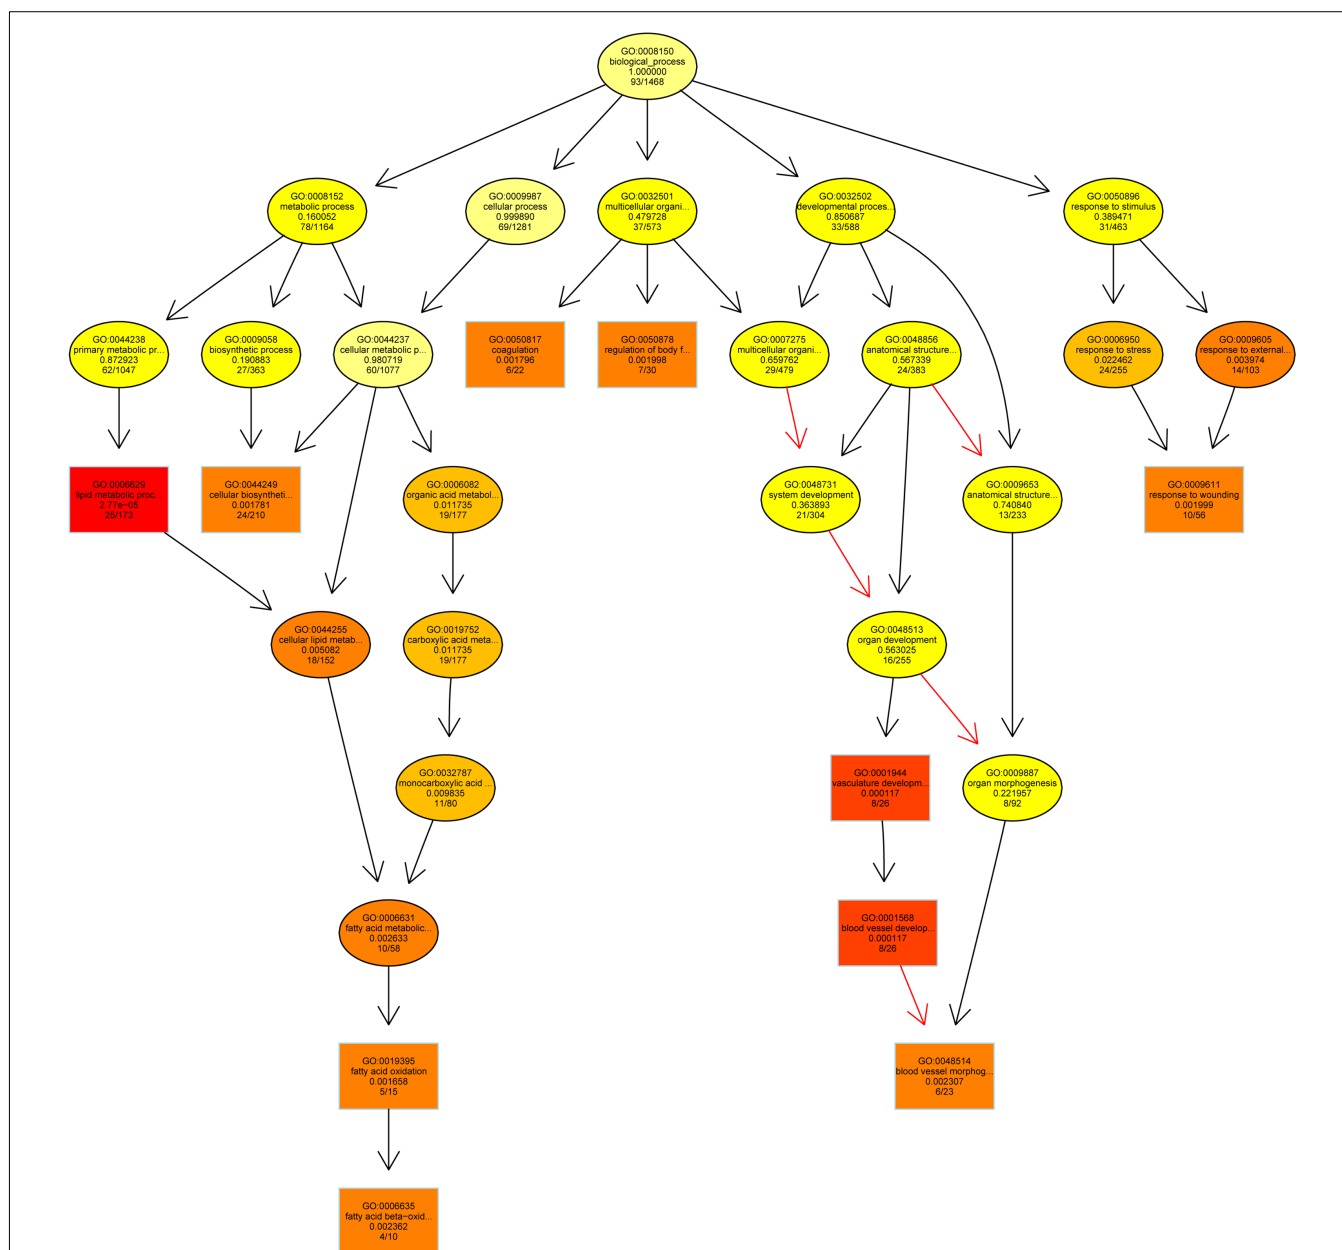 GO:0008150
biological_process
1.000000
93/1468
GO:0008152
metabolic process
0.160052
78/1164
GO:0009987
cellular process
0.999890
69/1281
GO:0032501
multicellular organi...
0.479728
37/573
GO:0032502
developmental proces...
0.850687
33/588
GO:0050896
response to stimulus
0.389471
31/463
GO:0044238
primary metabolic pr...
0.872923
62/1047
GO:0009058
biosynthetic process
0.190883
27/363
GO:0044237
cellular metabolic p...
0.980719
60/1077
GO:0050817
coagulation
0.001796
6/22
GO:0050878
regulation of body f...
0.001998
7/30
GO:0007275
multicellular organi...
0.659762
29/479
GO:0048856
anatomical structure...
0.567339
24/383
GO:0006950
response to stress
0.022462
24/255
GO:0009605
response to external...
0.003974
14/103
GO:0006629
lipid metabolic proc...
2.77e−05
25/173
GO:0044249
cellular biosyntheti...
0.001781
24/210
GO:0006082
organic acid metabol...
0.011735
19/177
GO:0048731
system development
0.363893
21/304
GO:0009653
anatomical structure...
0.740840
13/233
GO:0009611
response to wounding
0.001999
10/56
GO:0044255
cellular lipid metab...
0.005082
18/152
GO:0019752
carboxylic acid meta...
0.011735
19/177
GO:0048513
organ development
0.563025
16/255
GO:0032787
monocarboxylic acid ...
0.009835
11/80
GO:0001944
vasculature developm...
0.000117
8/26
GO:0009887
organ morphogenesis
0.221957
8/92
GO:0006631
fatty acid metabolic...
0.002633
10/58
GO:0001568
blood vessel develop...
0.000117
8/26
GO:0019395
fatty acid oxidation
0.001658
5/15
GO:0048514
blood vessel morphog...
0.002307
6/23
GO:0006635
fatty acid beta−oxid...
0.002362
4/10